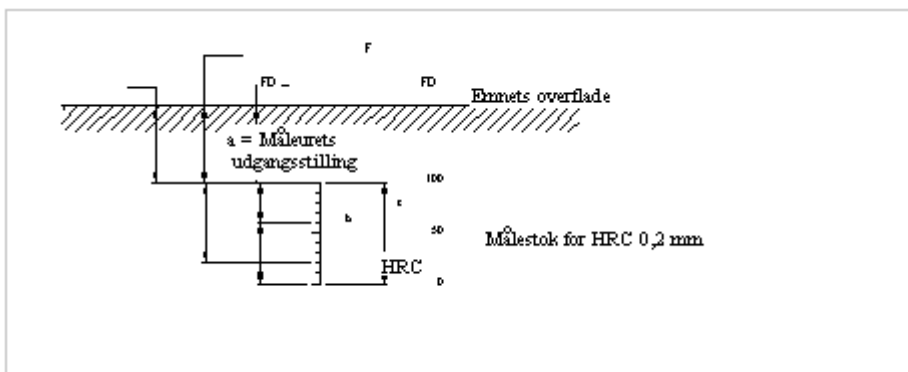 F
FD
FD
Emnets overflade
a = Måleurets
udgangsstilling
100
c
b
50
Målestok for HRC 0,2 mm
HRC
0